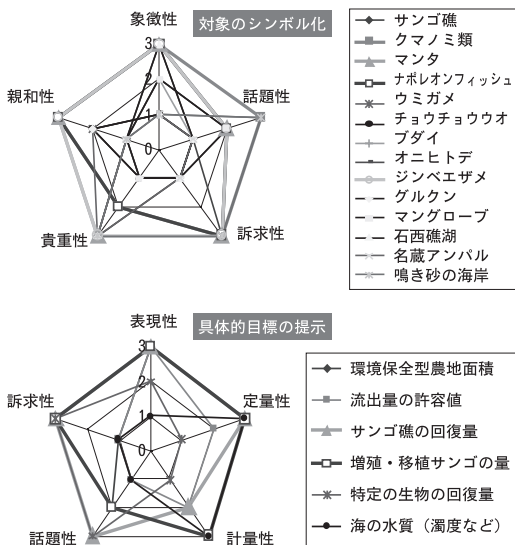 対象のシンボル化
象徴性
3
2
1
0
話題性
訴求性
貴重性
親和性
サンゴ礁
クマノミ類
マンタ
ナポレオンフィッシュ
ウミガメ
チョウチョウウオ
ブダイ
オニヒトデ
ジンベエザメ
グルクン
マングローブ
石西礁湖
名蔵アンパル
鳴き砂の海岸
具体的目標の提示
表現性
3
2
1
0
定量性
計量性
話題性
訴求性
環境保全型農地面積
流出量の許容値
サンゴ礁の回復量
増殖・移植サンゴの量
特定の生物の回復量
海の水質（濁度など）